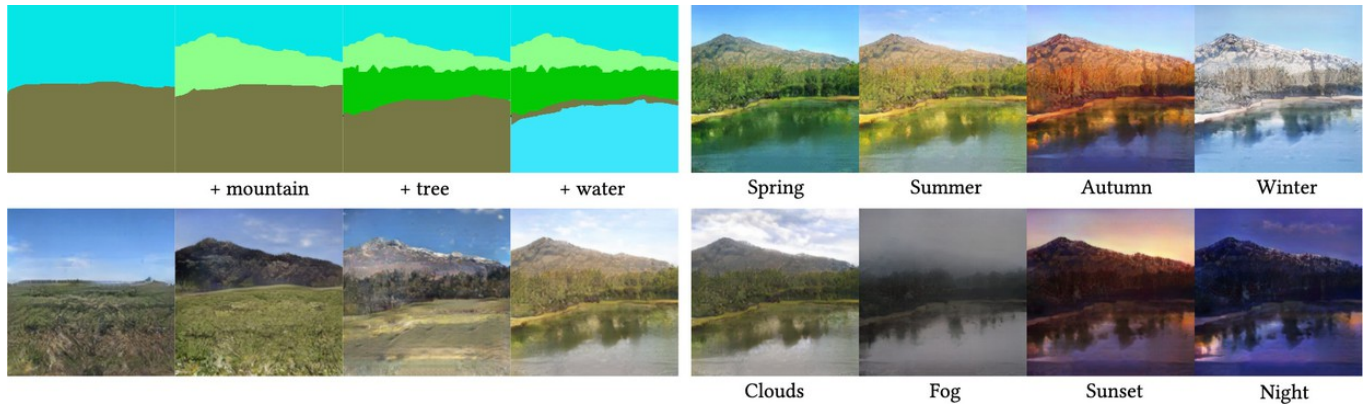 + mountain
+ tree
+ water
Spring
Summer
Autumn
Winter
Clouds
Fog
Sunset
Night